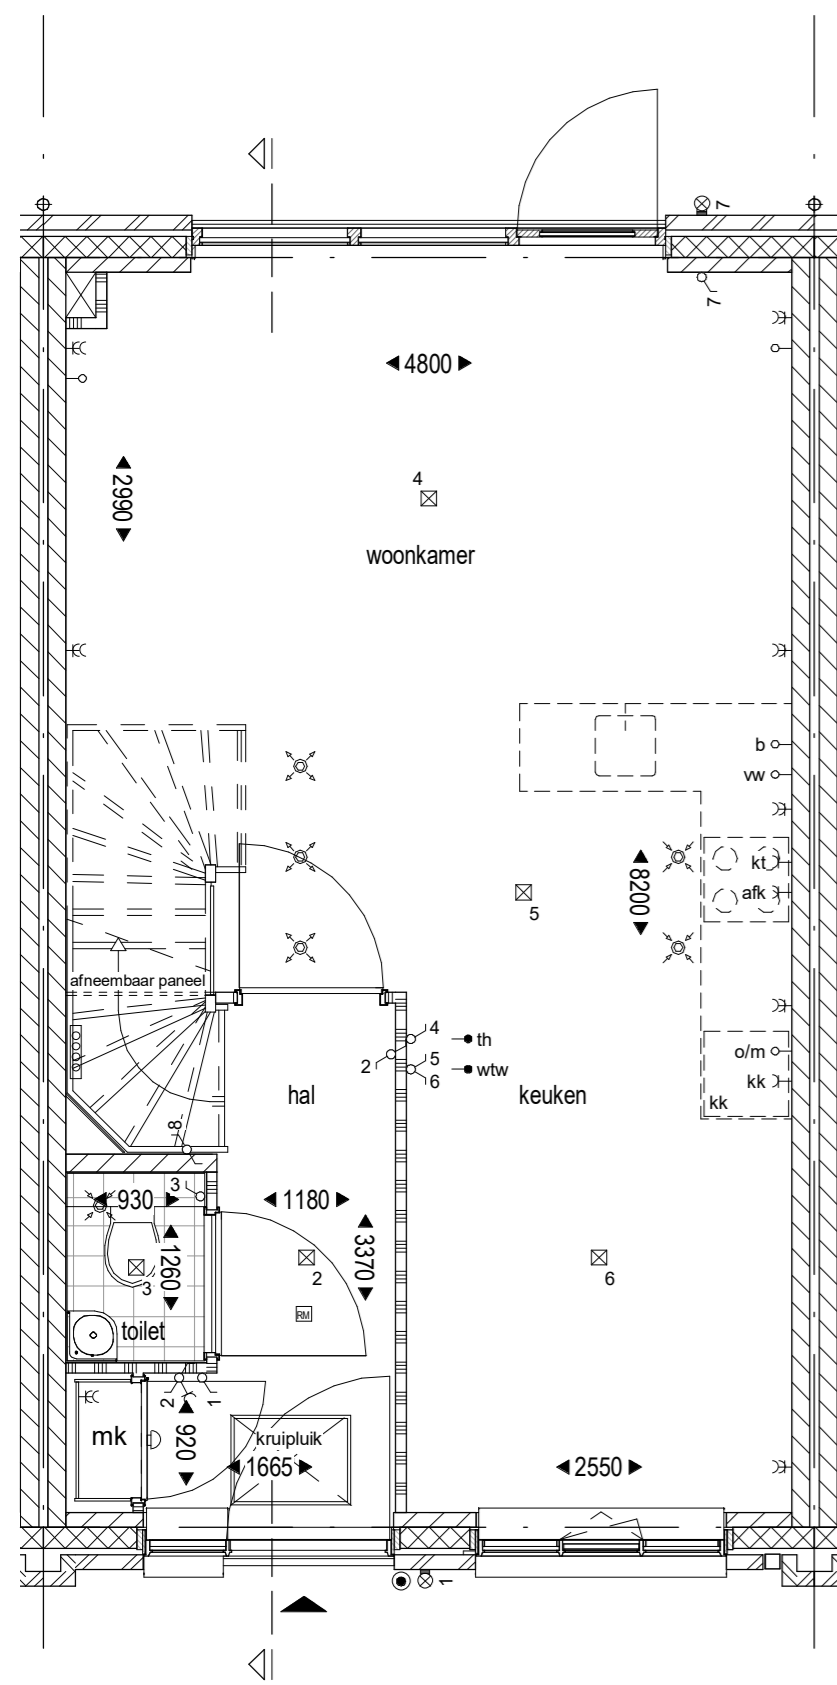 7
7
4800
2990
4
woonkamer
b
vw
kt
afk
8200
5
afneembaar paneel
4
th
2
5
6
wtw
hal
keuken
o/m
kk
kk
8
3
930
1180
1260
3370
3
2
6
RM
toilet
2
1
mk
920
kruipluik
1665
2550
1